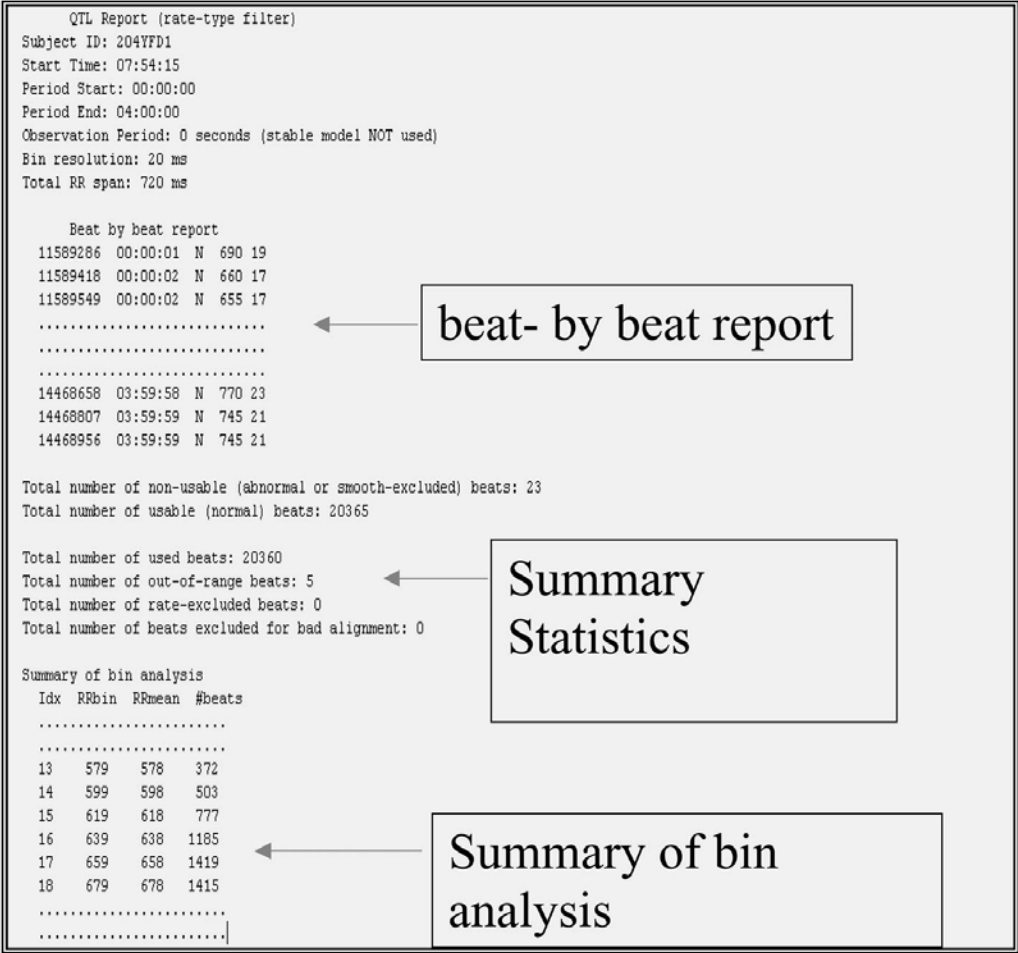 QTL Report (rate-type filter)
Subject ID: 204YFD1
Start Time: 07:54:15
Period Start: 00:00:00
Period End: 04:00:00
Observation Period: 0 seconds (stable model NOT used)
Bin resolution: 20 ms
Total RR span: 720 ms
Beat by beat report
11589286 00:00:01 N 690 19
11589418 00:00:02 N 660 17
11589549 00:00:02 N 655 17
.............................
.............................
.............................
14468658 03:59:58 N 770 23
14468807 03:59:59 N 745 21
14468956 03:59:59 N 745 21
beat- by beat report
Total number of non-usable (abnormal or smooth-excluded) beats: 23
Total number of usable (normal) beats: 20365
Total number of used beats: 20360
Total number of out-of-range beats: 5
Total number of rate-excluded beats: 0
Total number of beats excluded for bad alignment: 0
Summary
Statistics
Summary of bin analysis
Idx RRbin RRmean #beats
........................
........................
13 579 578 372
14 599 598 503
15 619 618 777
16 639 638 1185
17 659 658 1419
18 679 678 1415
........................
........................
Summary of bin
analysis